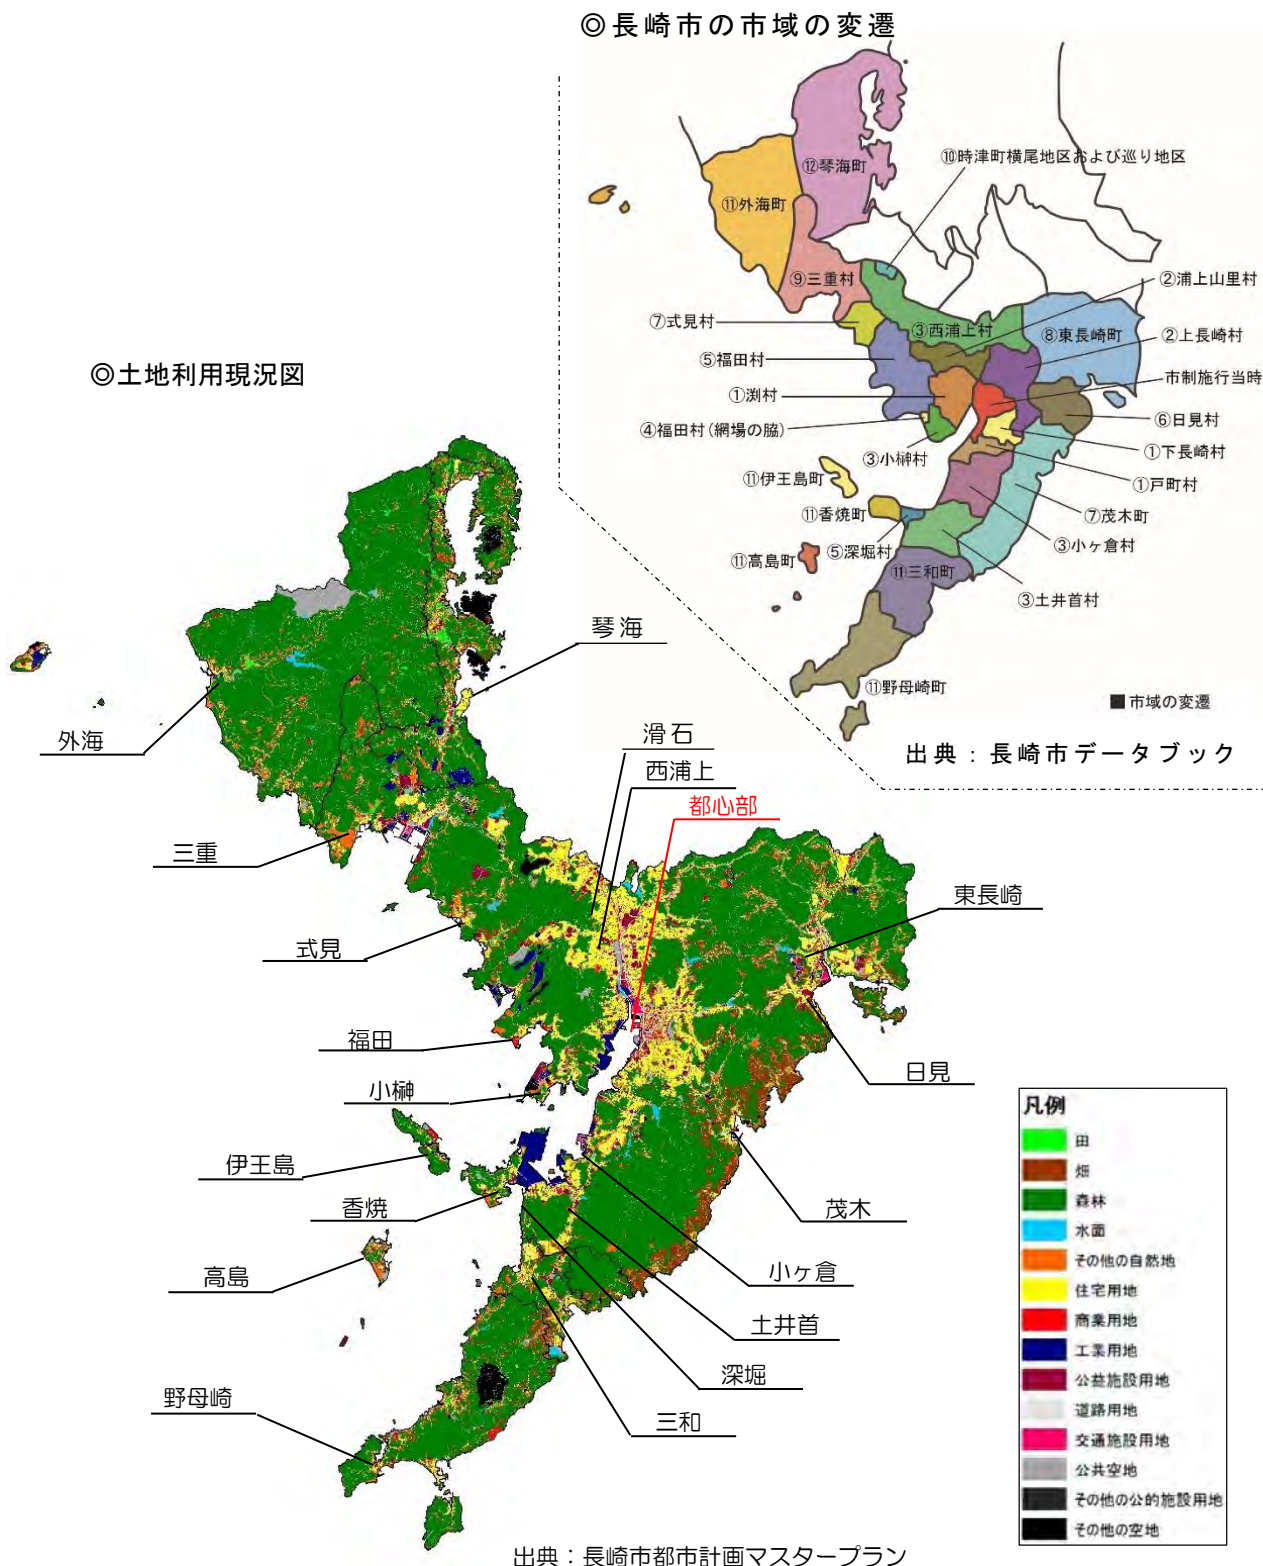 ◎長崎市の市域の変遷
⑩時津町横尾地区および巡り地区
⑫琴海町
⑪外海町
②浦上山里村
⑨三重村
⑦式見村
③西浦上村
⑧東長崎町
②上長崎村
⑤福田村
市制施行当時
①渕村
⑥日見村
④福田村(網場の脇)
①下長崎村
③小榊村
⑪伊王島町
①戸町村
⑪香焼町
⑦茂木町
⑤深堀村
③小ヶ倉村
⑪高島町
⑪三和町
③土井首村
⑪野母崎町
■市域の変遷
出典：長崎市データブック
◎土地利用現況図
琴海
外海
滑石
西浦上
都心部
三重
東長崎
式見
福田
日見
小榊
伊王島
香焼
茂木
高島
小ヶ倉
土井首
深堀
野母崎
三和
凡例
田
畑
森林
水面
その他の自然地
住宅用地
商業用地
工業用地
公益施設用地
道路用地
交通施設用地
公共空地
その他の公的施設用地
その他の空地
出典：長崎市都市計画マスタープラン